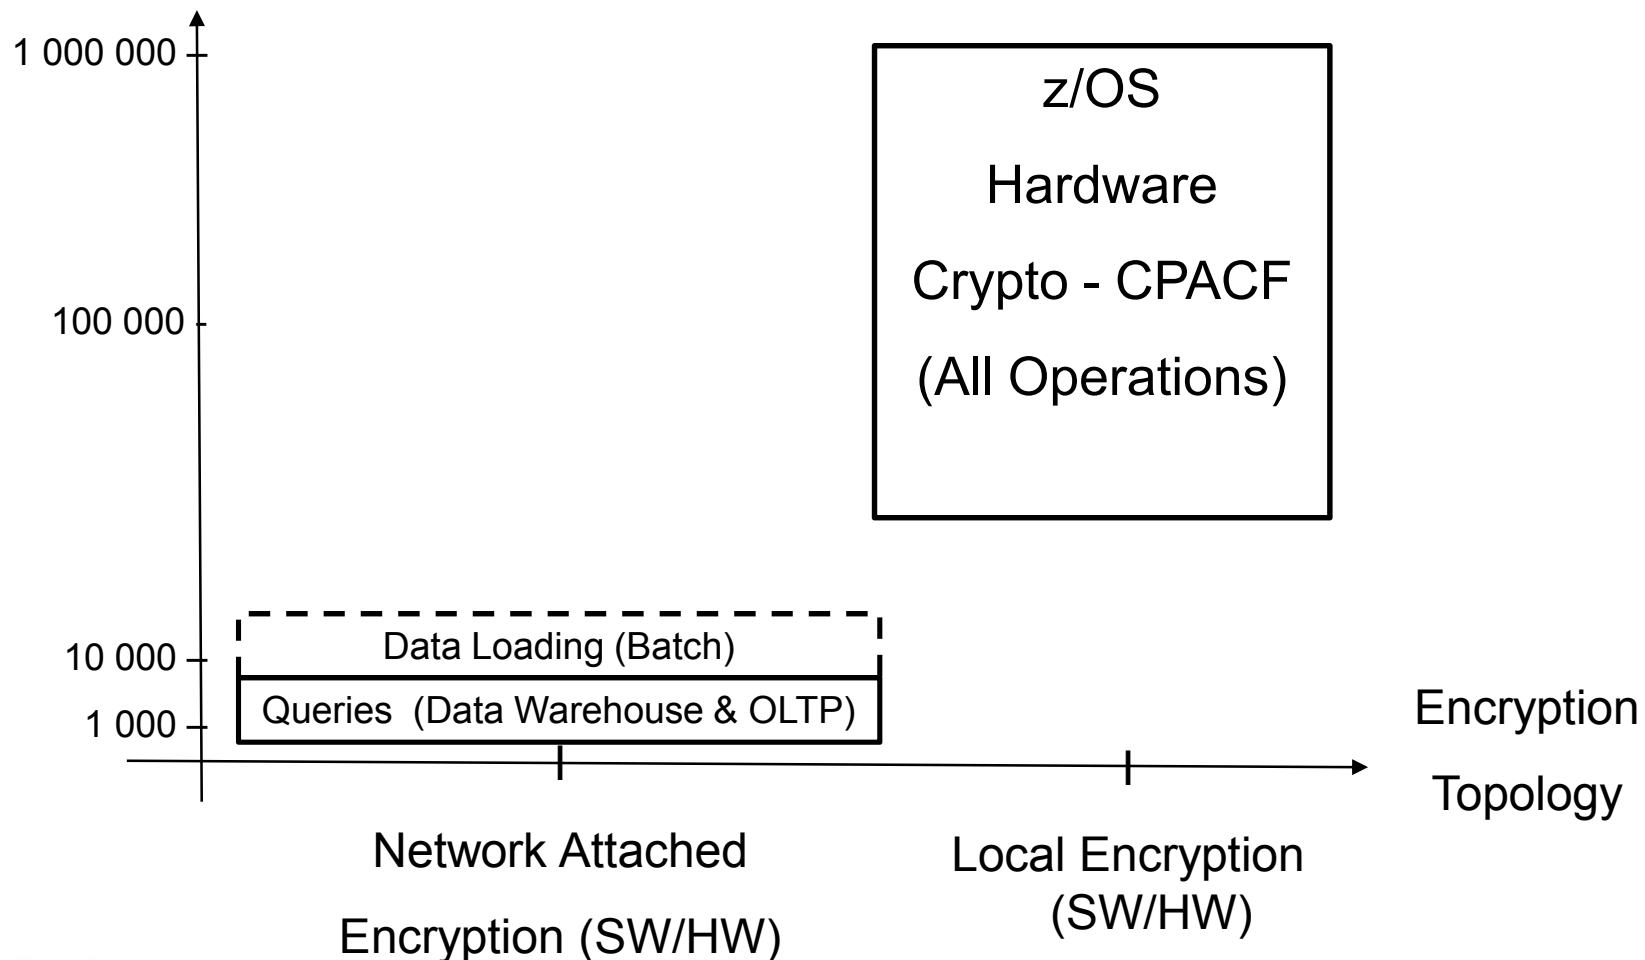 1 000 000
z/OS
Hardware
Crypto - CPACF
100 000
(All Operations)
Data Loading (Batch)
10 000
Queries (Data Warehouse & OLTP)
1 000
Encryption
Topology
Network Attached
Encryption (SW/HW)
Local Encryption
(SW/HW)